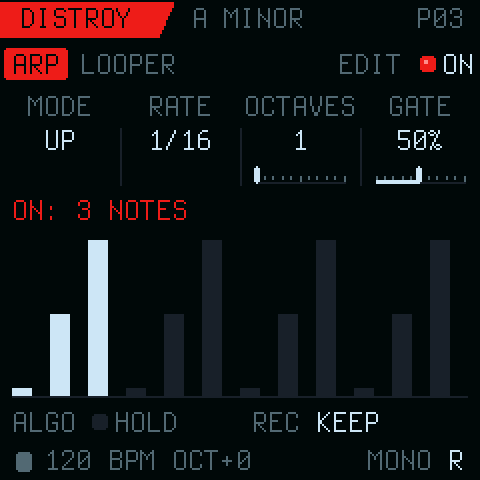 DISTROY A MINOR P03
ARP LOOPER EDIT ON
MODE RATE OCTAVES GATE
UP 1/16 1 50%
ON: 3 NOTES
ALGO HOLD REC KEEP
120 BPM OCT+0 MONO R